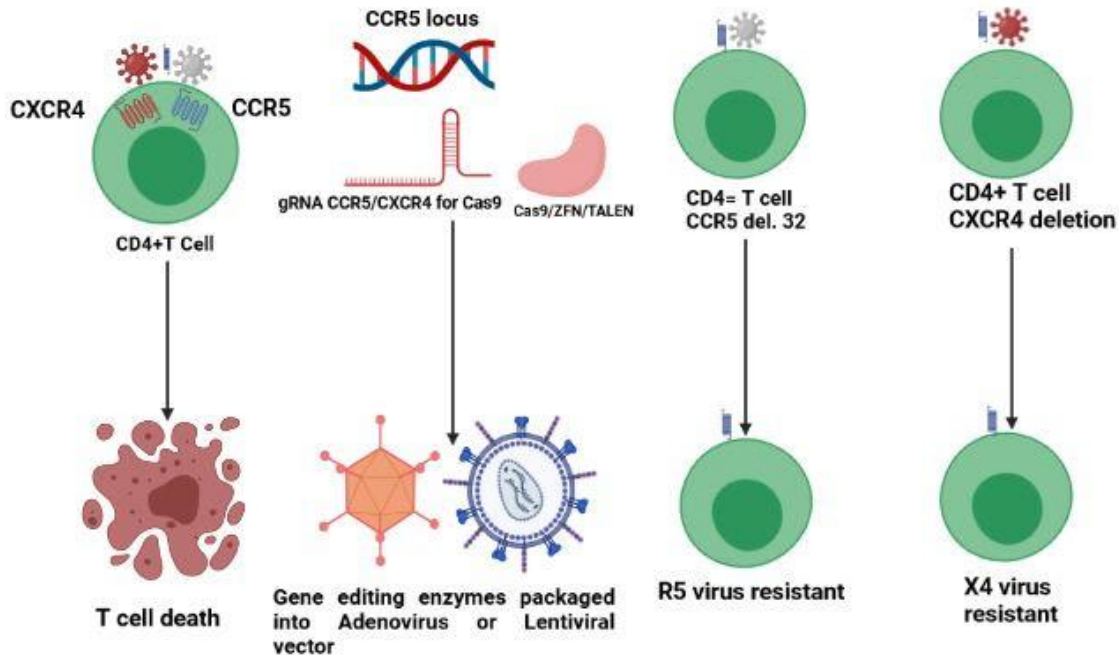 CCR5 locus
CXCR4
CCR5
gRNA CCR5/CXCR4 for Cas9
Cas9/ZFN/TALEN
CD4+T Cell
CD4= T cell
CCR5 del. 32
CD4+ T cell
CXCR4 deletion
T cell death
Gene editing enzymes packaged
into Adenovirus or Lentiviral
vector
R5 virus resistant
X4 virus
resistant